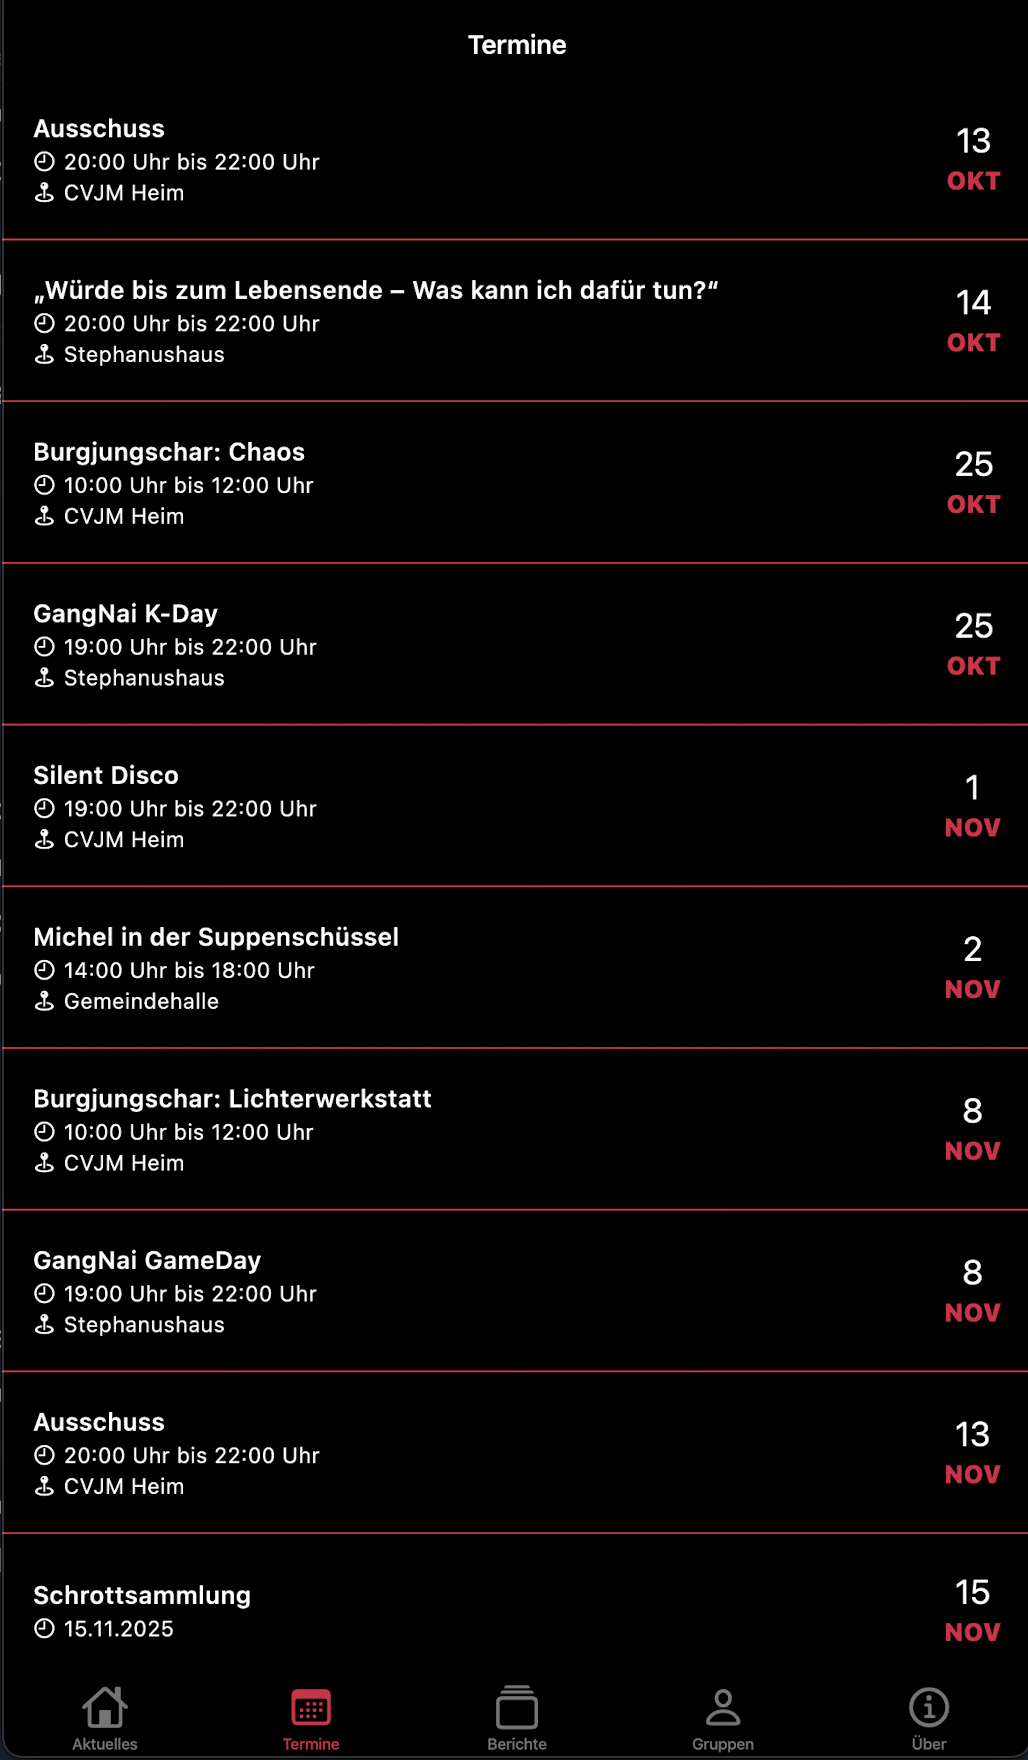 Termine
Ausschuss
20:00 Uhr bis 22:00 Uhr
CVJM Heim
13
OKT
„Würde bis zum Lebensende – Was kann ich dafür tun?“
20:00 Uhr bis 22:00 Uhr
Stephanushaus
14
OKT
Burgjungschar: Chaos
10:00 Uhr bis 12:00 Uhr
CVJM Heim
25
OKT
GangNai K-Day
19:00 Uhr bis 22:00 Uhr
Stephanushaus
25
OKT
Silent Disco
19:00 Uhr bis 22:00 Uhr
CVJM Heim
1
NOV
Michel in der Suppenschüssel
14:00 Uhr bis 18:00 Uhr
Gemeindehalle
2
NOV
Burgjungschar: Lichterwerkstatt
10:00 Uhr bis 12:00 Uhr
CVJM Heim
8
NOV
GangNai GameDay
19:00 Uhr bis 22:00 Uhr
Stephanushaus
8
NOV
Ausschuss
20:00 Uhr bis 22:00 Uhr
CVJM Heim
13
NOV
Schrottsammlung
15.11.2025
15
NOV
Aktuelles
Termine
Berichte
Gruppen
Über